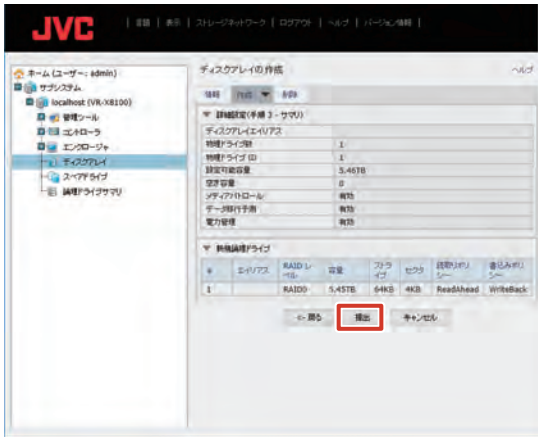 JVC
| 言語 | 表示 | ストレージネットワーク | ログアウト | ヘルプ | バージョン情報 |
ホーム (ユーザー: admin)
サブシステム
localhost (VR-X8100)
管理ツール
コントローラ
エンクロージャ
ディスクアレイ
スペアドライブ
論理ドライブサマリ
ディスクアレイの作成
ヘルプ
情報 作成 削除
詳細設定(手順 3 - サマリ)
ディスクアレイエイリアス
物理ドライブ数 1
物理ドライブ ID 1
設定可能容量 5.46TB
空き容量 0
メディアパトロール 有効
データ移行予測 有効
電力管理 有効
新規論理ドライブ
# エイリアス RAID レベル 容量 ストライプ セクタ 読取りポリシー 書込みポリシー
1 RAID0 5.45TB 64KB 4KB ReadAhead WriteBack
<- 戻る 提出 キャンセル